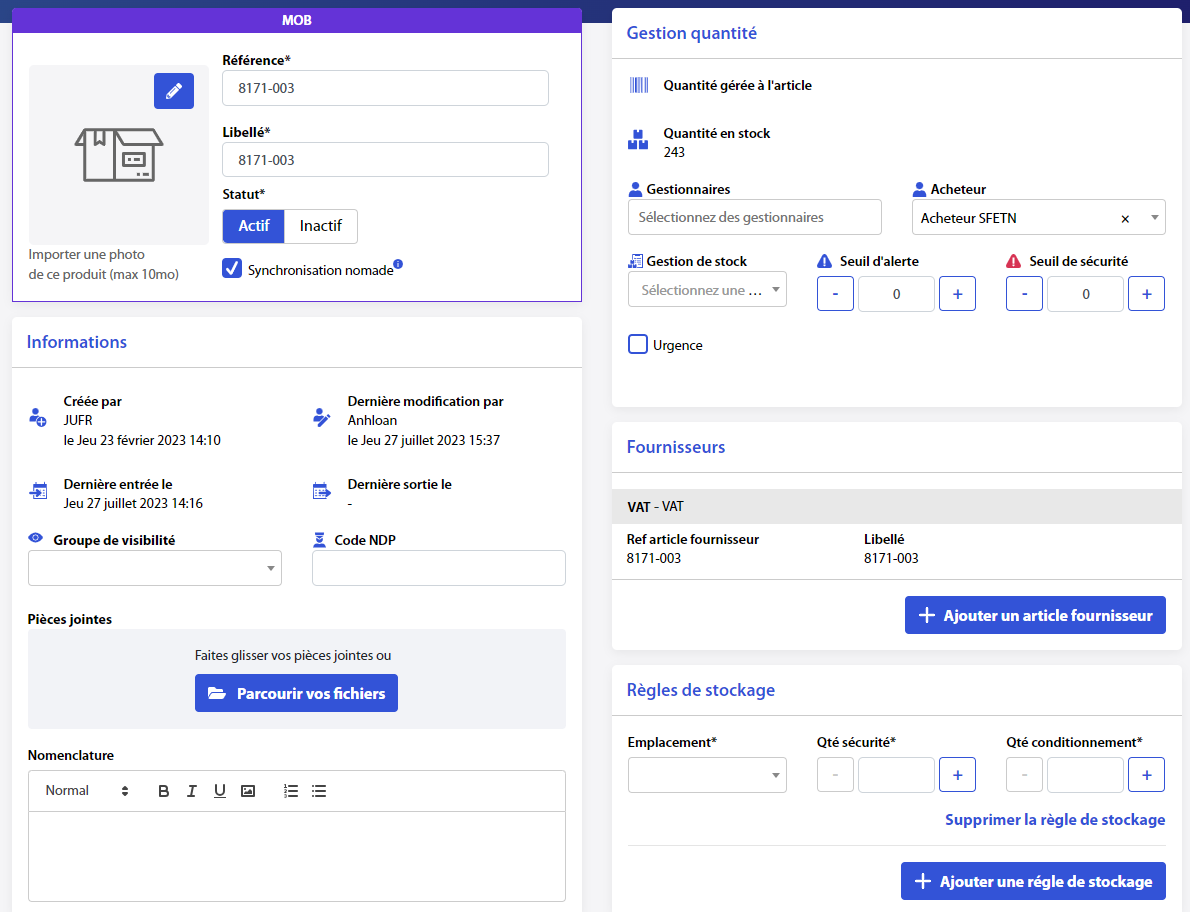 MOB
Référence*
8171-003
Libellé*
8171-003
Statut*
Actif Inactif
Synchronisation nomade
Importer une photo
de ce produit (max 10mo)
Informations
Créée par
JUFR
le Jeu 23 février 2023 14:10
Dernière modification par
Anhloan
le Jeu 27 juillet 2023 15:37
Dernière entrée le
Jeu 27 juillet 2023 14:16
Dernière sortie le
-
Groupe de visibilité
Code NDP
Pièces jointes
Faites glisser vos pièces jointes ou
Parcourir vos fichiers
Nomenclature
Normal B I U
Gestion quantité
Quantité gérée à l'article
Quantité en stock
243
Gestionnaires
Sélectionnez des gestionnaires
Acheteur
Acheteur SFETN ×
Gestion de stock
Sélectionnez une ...
Seuil d'alerte
- 0 +
Seuil de sécurité
- 0 +
Urgence
Fournisseurs
VAT - VAT
Ref article fournisseur
8171-003
Libellé
8171-003
+ Ajouter un article fournisseur
Règles de stockage
Emplacement*
Qté sécurité*
- +
Qté conditionnement*
- +
Supprimer la règle de stockage
+ Ajouter une régle de stockage